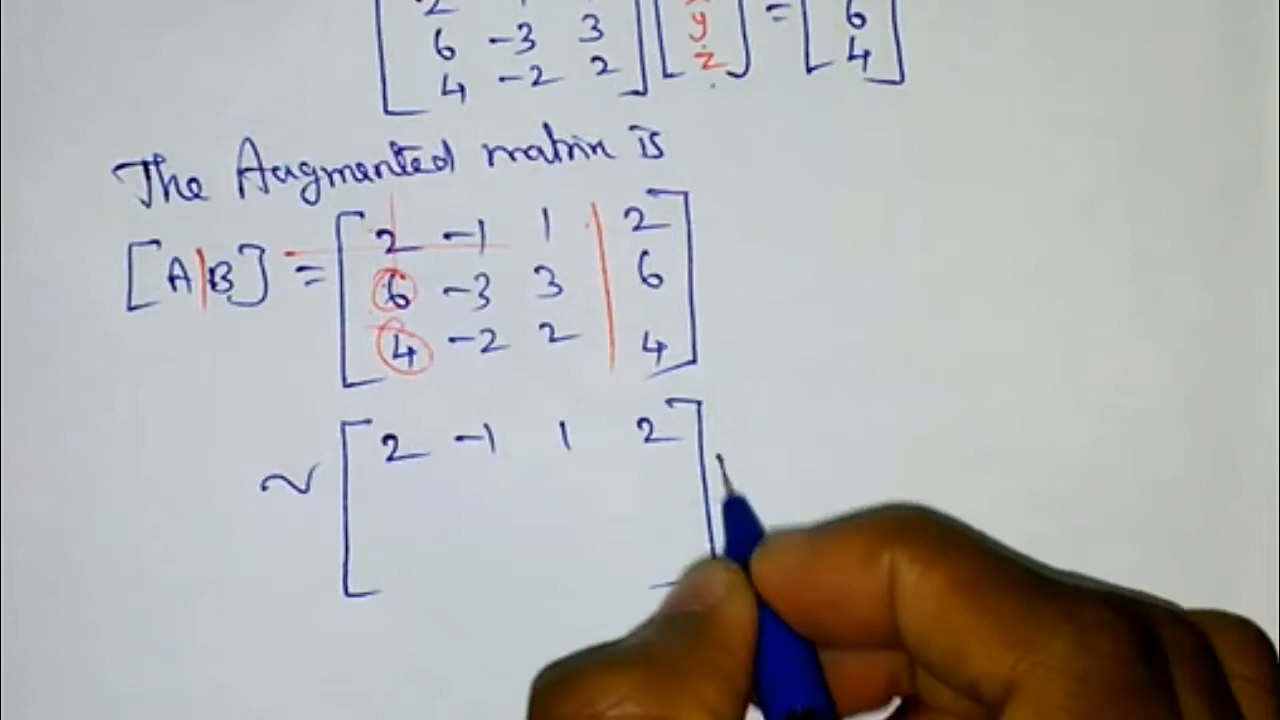 2
6 -3 3 y = 6
4 -2 2 z 4
The Augmented matrix is
[A|B] = [2 -1 1 | 2
6 -3 3 | 6
4 -2 2 | 4]
~ [2 -1 1 2]